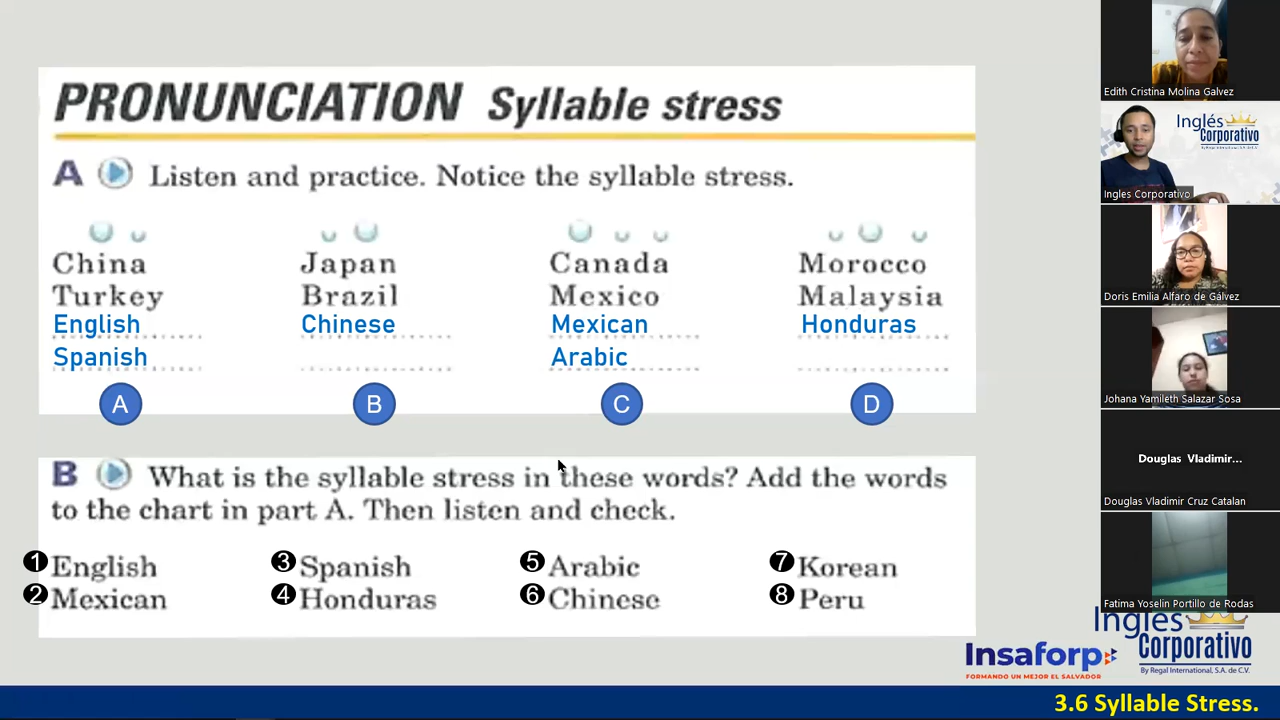 PRONUNCIATION Syllable stress
A Listen and practice. Notice the syllable stress.
China Japan Canada Morocco
Turkey Brazil Mexico Malaysia
English Chinese Mexican Honduras
Spanish Arabic
A B C D
B What is the syllable stress in these words? Add the words
to the chart in part A. Then listen and check.
1 English 3 Spanish 5 Arabic 7 Korean
2 Mexican 4 Honduras 6 Chinese 8 Peru
Edith Cristina Molina Galvez
Inglés
Corporativo
By Regal International, S.A. de C.V.
Ingles Corporativo
Doris Emilia Alfaro de Gálvez
Johana Yamileth Salazar Sosa
Douglas Vladimir...
Douglas Vladimir Cruz Catalan
Fatima Yoselin Portillo de Rodas
Inglés
Corporativo
By Regal International, S.A. de C.V.
Insaforp
FORMANDO UN MEJOR EL SALVADOR
3.6 Syllable Stress.